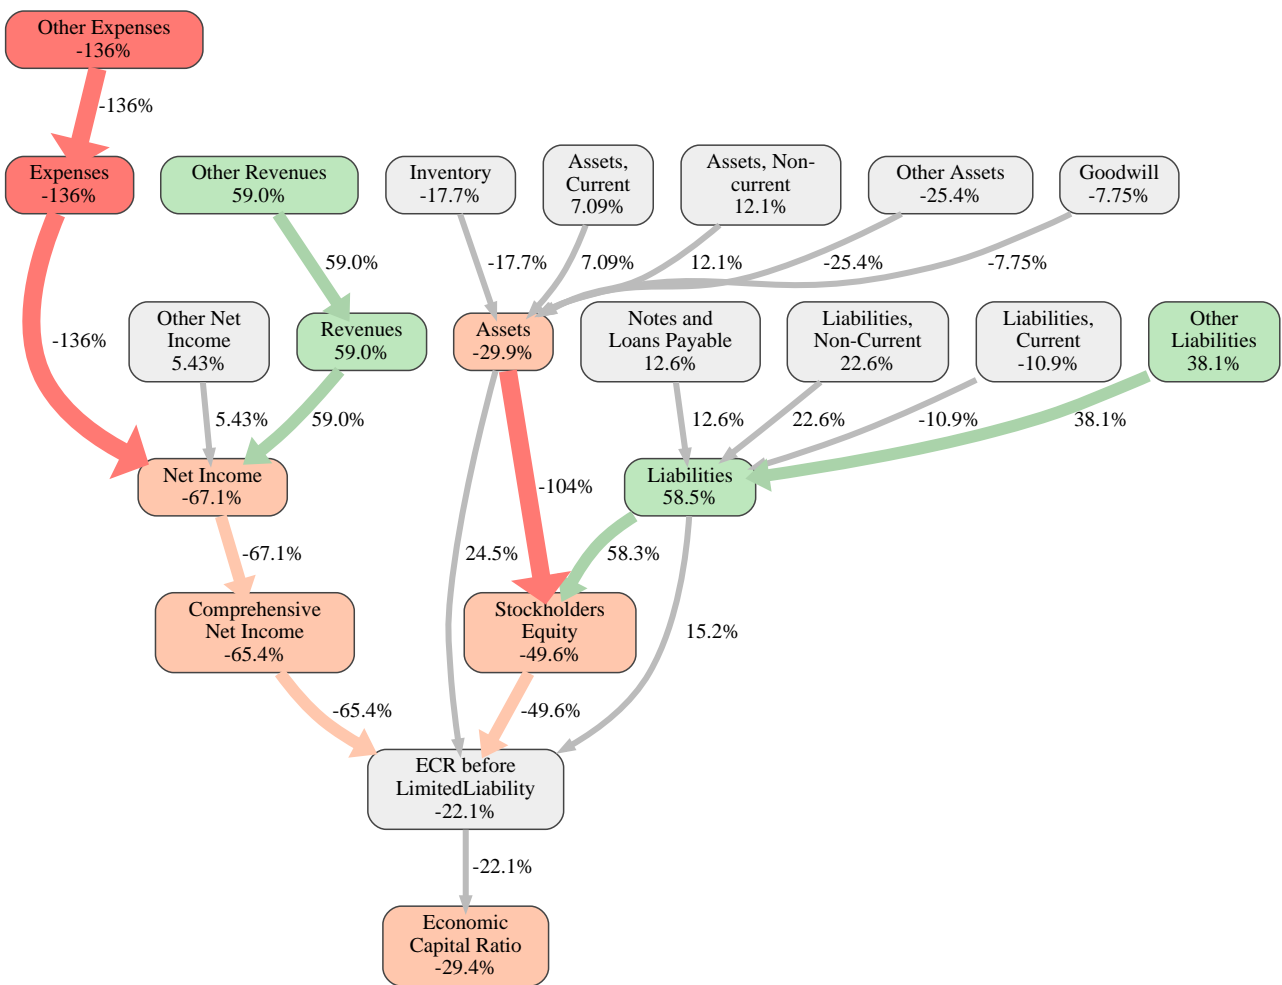 Other Expenses
-136%
-136%
Expenses
-136%
Other Revenues
59.0%
Inventory
-17.7%
Assets,
Current
7.09%
Assets, Non-
current
12.1%
Other Assets
-25.4%
Goodwill
-7.75%
59.0%
-17.7%
7.09%
12.1%
-25.4%
-7.75%
-136%
Other Net
Income
5.43%
Revenues
59.0%
Assets
-29.9%
Notes and
Loans Payable
12.6%
Liabilities,
Non-Current
22.6%
Liabilities,
Current
-10.9%
Other
Liabilities
38.1%
5.43%
59.0%
12.6%
22.6%
-10.9%
38.1%
Net Income
-67.1%
-104%
Liabilities
58.5%
-67.1%
24.5%
58.3%
Comprehensive
Net Income
-65.4%
Stockholders
Equity
-49.6%
15.2%
-65.4%
-49.6%
ECR before
LimitedLiability
-22.1%
-22.1%
Economic
Capital Ratio
-29.4%